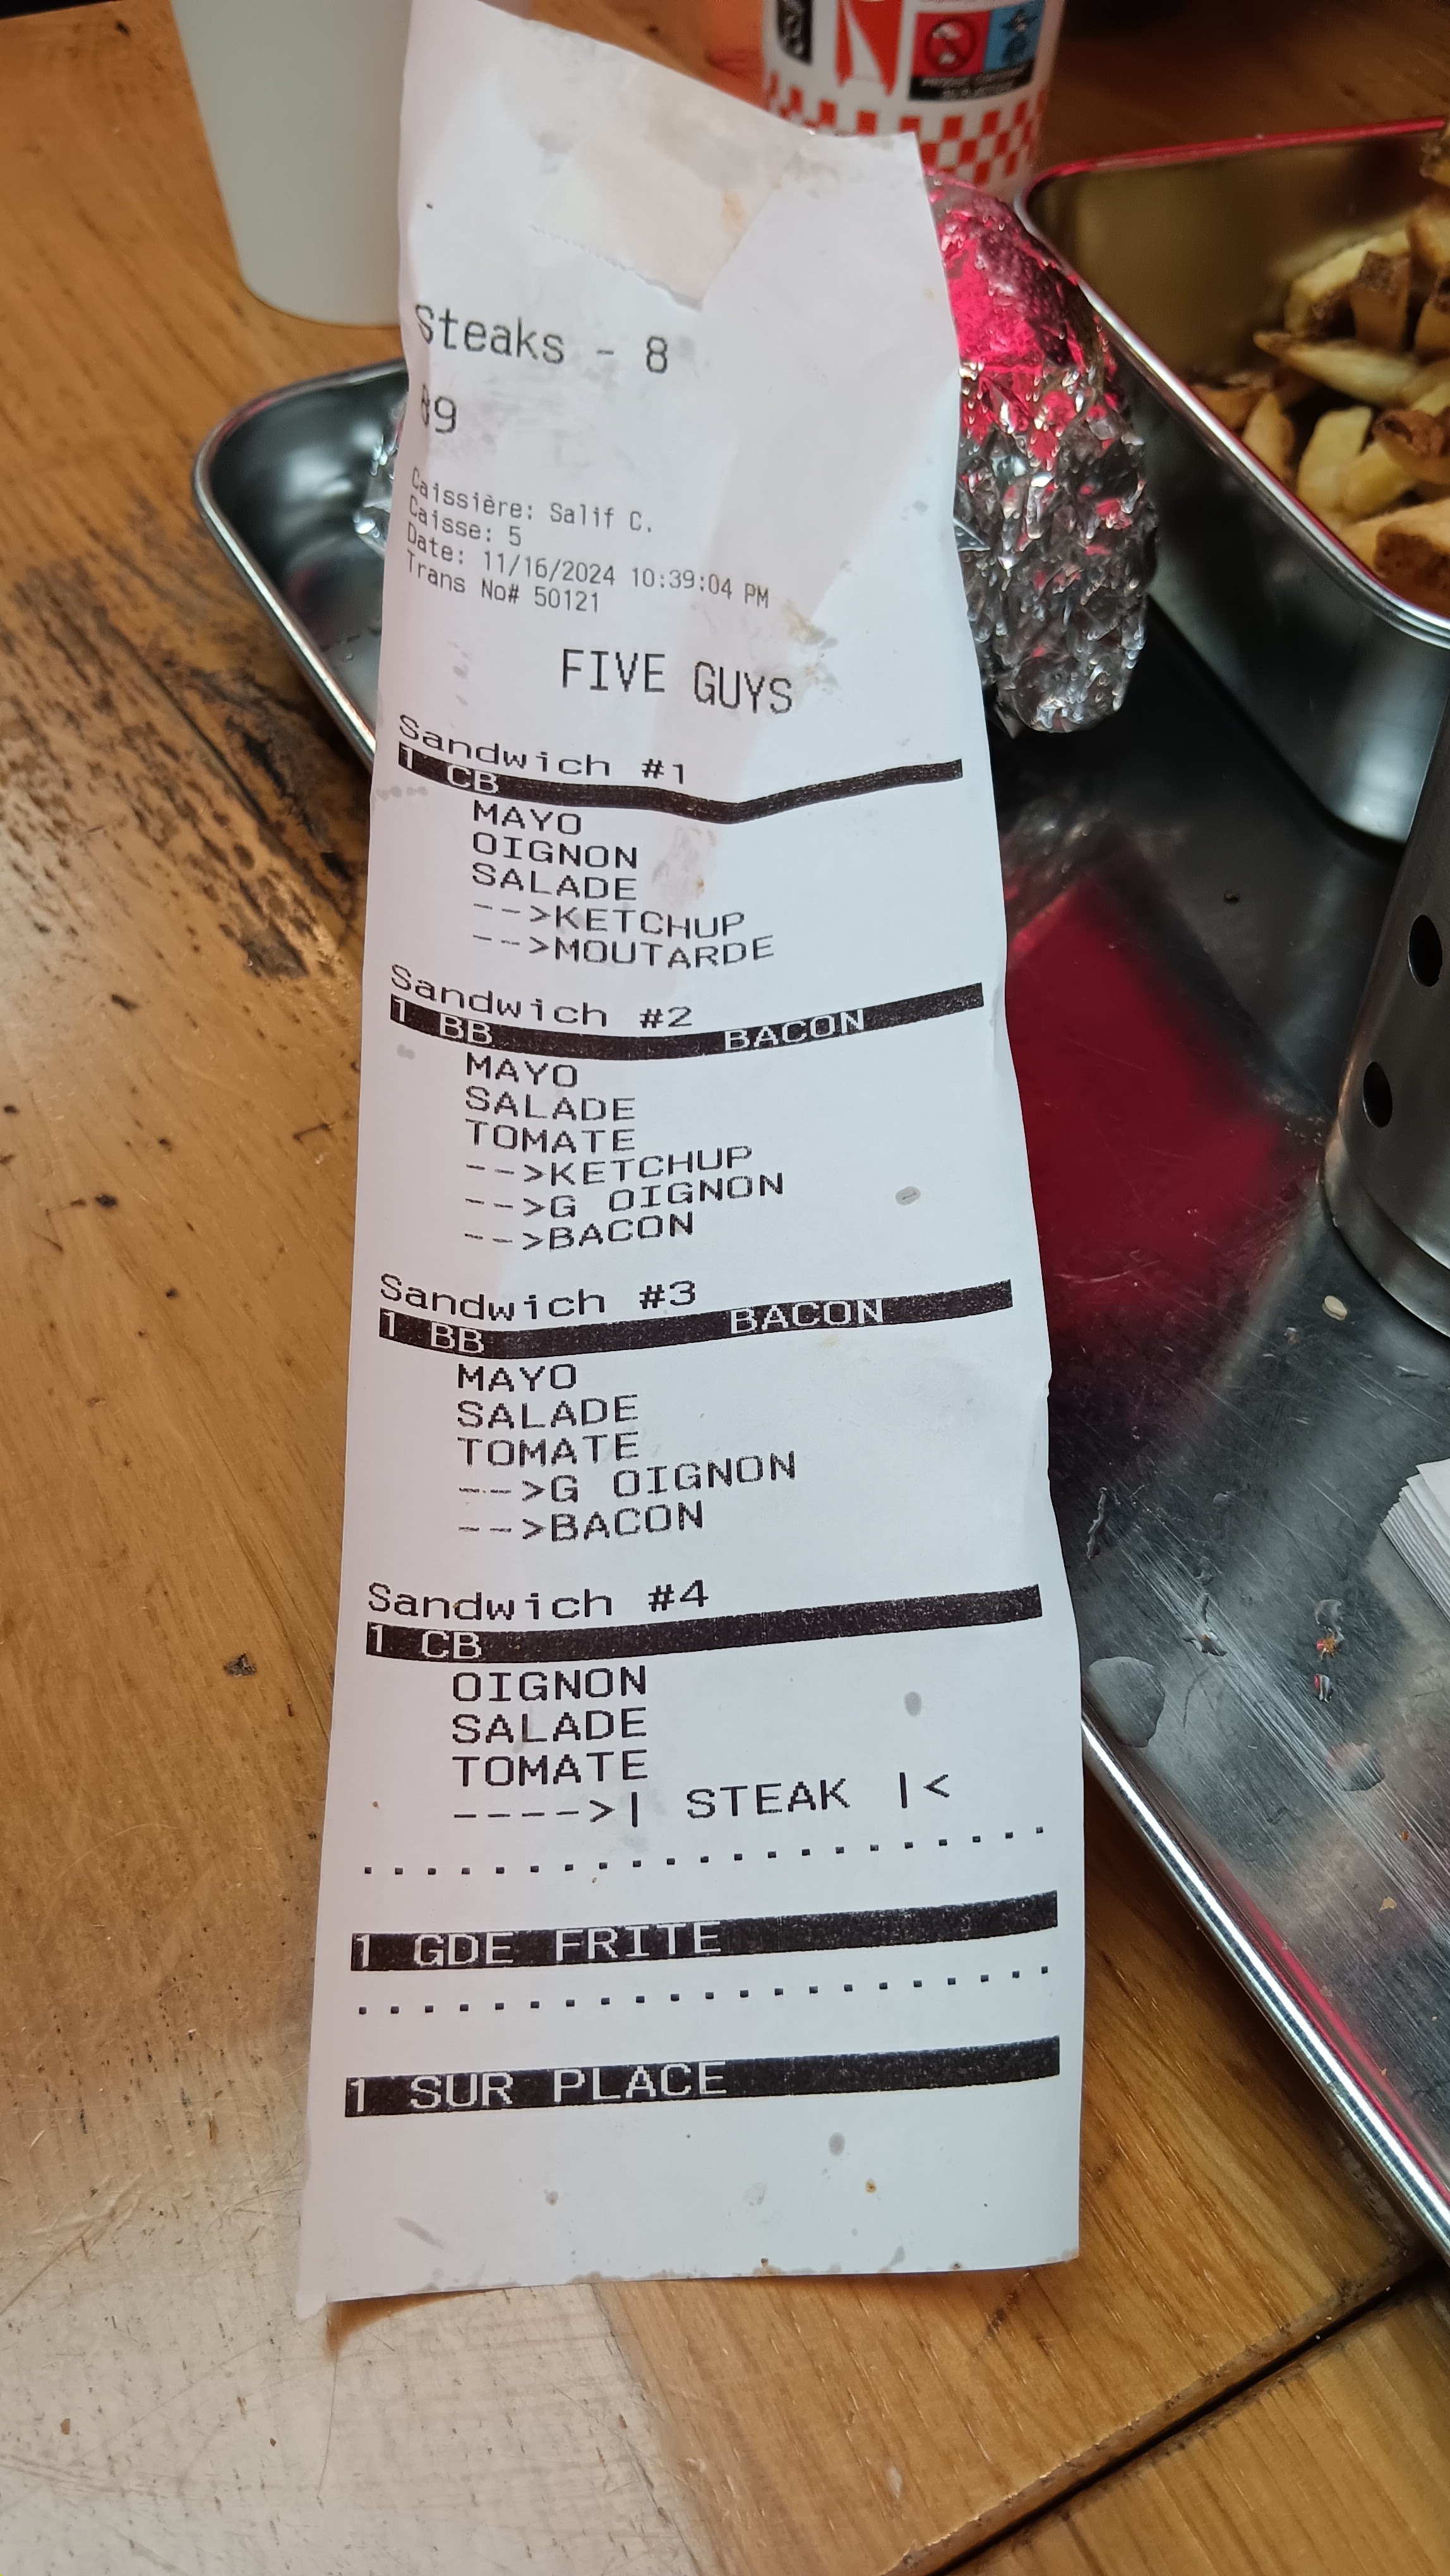 Steaks - 8
89
Caissière: Salif C.
Caisse: 5
Date: 11/16/2024 10:39:04 PM
Trans No# 50121
FIVE GUYS
Sandwich #1
1 CB
MAYO
OIGNON
SALADE
-->KETCHUP
-->MOUTARDE
Sandwich #2
1 BB BACON
MAYO
SALADE
TOMATE
-->KETCHUP
-->G OIGNON
-->BACON
Sandwich #3
1 BB BACON
MAYO
SALADE
TOMATE
-->G OIGNON
-->BACON
Sandwich #4
1 CB
OIGNON
SALADE
TOMATE
---->| STEAK |<
.....................
1 GDE FRITE
.....................
1 SUR PLACE